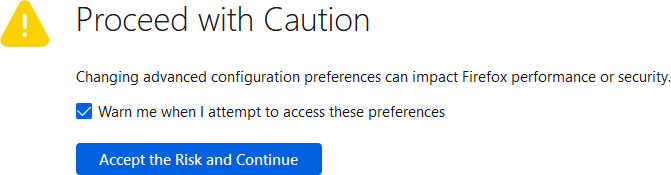 Proceed with Caution
Changing advanced configuration preferences can impact Firefox performance or security.
Warn me when I attempt to access these preferences
Accept the Risk and Continue